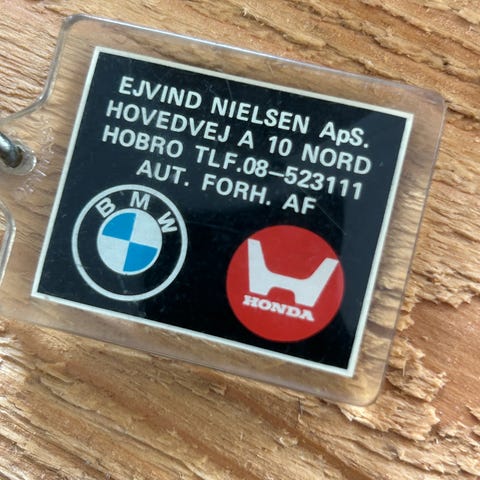 EJVIND NIELSEN ApS.
HOVEDVEJ A 10 NORD
HOBRO TLF.08-523111
AUT. FORH. AF
BMW
HONDA